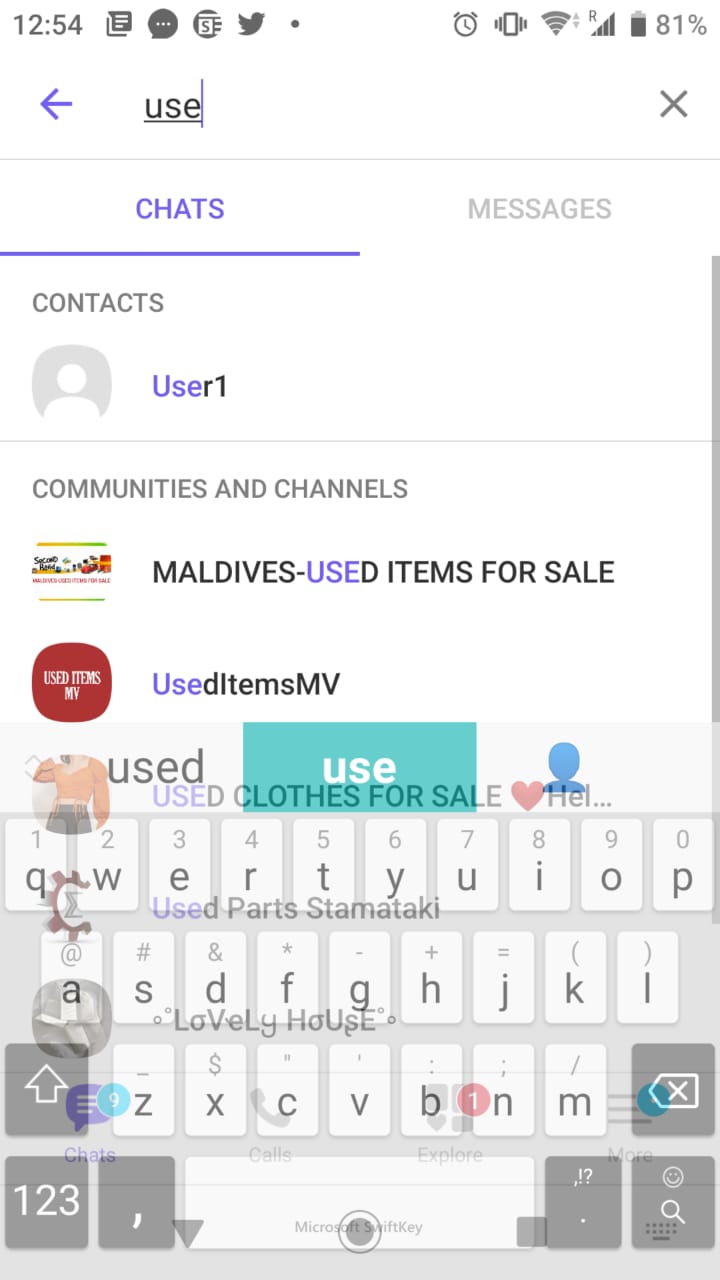 12:54
R
81%
use
CHATS
MESSAGES
CONTACTS
User1
COMMUNITIES AND CHANNELS
SECOND HAND
MALDIVES-USED ITEMS FOR SALE
MALDIVES-USED ITEMS FOR SALE
USED ITEMS
MV
UsedItemsMV
used
use
USED CLOTHES FOR SALE ❤️Hel...
1 2 3 4 5 6 7 8 9 0
q w e r t y u i o p
Used Parts Stamataki
@ # & * - + = ( )
a s d f g h j k l
∘˚LσVeLy HσUʂE˚∘
_ $ " ' : ; /
9 z x c v b 1 n m
Chats
Calls
Explore
More
123
,
Microsoft SwiftKey
,!?
.